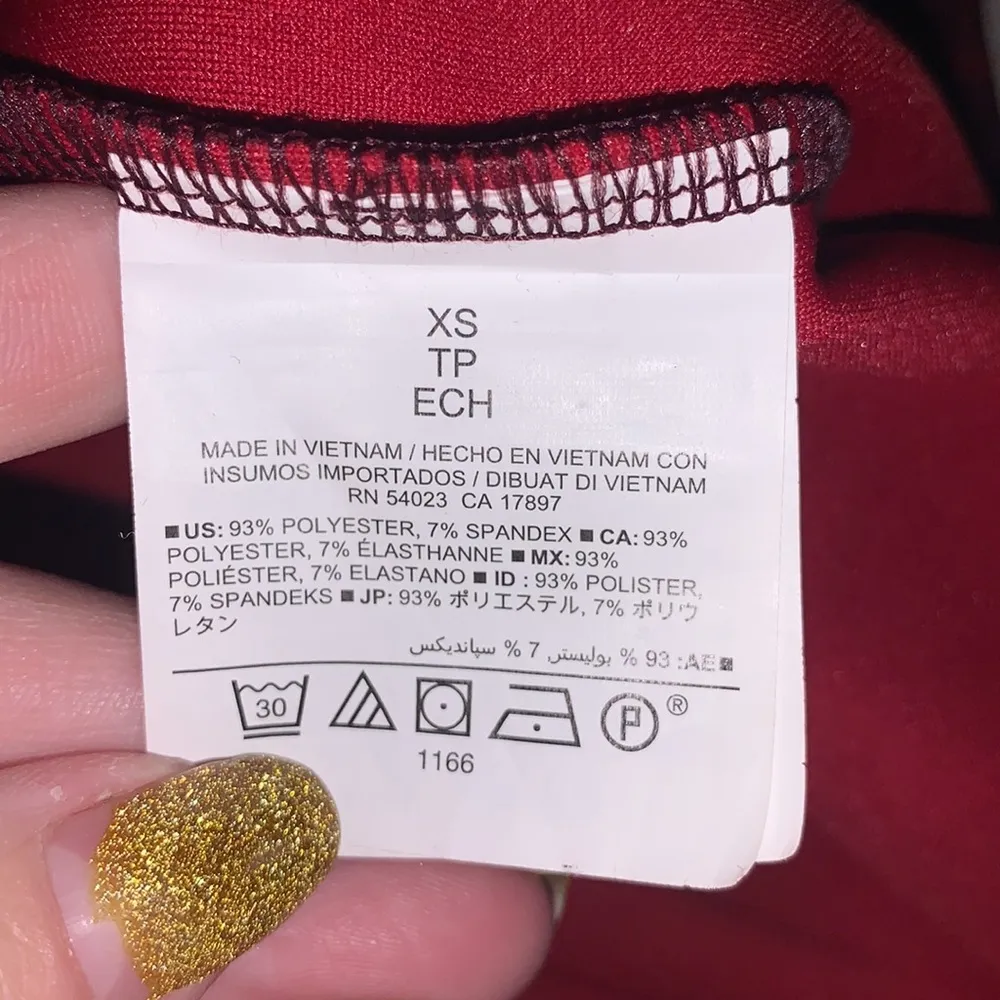 XS
TP
ECH
MADE IN VIETNAM / HECHO EN VIETNAM CON
INSUMOS IMPORTADOS / DIBUAT DI VIETNAM
RN 54023 CA 17897
■US: 93% POLYESTER, 7% SPANDEX ■ CA: 93%
POLYESTER, 7% ÉLASTHANNE ■ MX: 93%
POLIÉSTER, 7% ELASTANO ■ ID : 93% POLISTER,
7% SPANDEKS ■ JP: 93% ポリエステル, 7% ポリウ
レタン
■AE: 93 % بوليستر 7 % سپانديكس
30
P ®
1166